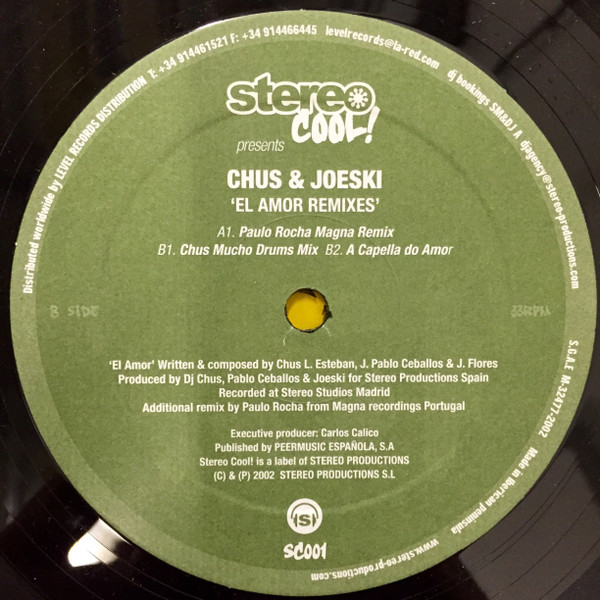 Distributed worldwide by LEVEL RECORDS DISTRIBUTION T: +34 914461521 F: +34 914466445 levelrecords@la-red.com dj bookings SM&DJ A djagency@stereo-productions.com
stereo
COOL!
presents
CHUS & JOESKI
'EL AMOR REMIXES'
A1. Paulo Rocha Magna Remix
B1. Chus Mucho Drums Mix B2. A Capella do Amor
B SIDE
33RPM
'El Amor' Written & composed by Chus L. Esteban, J. Pablo Ceballos & J. Flores
Produced by Dj Chus, Pablo Ceballos & Joeski for Stereo Productions Spain
Recorded at Stereo Studios Madrid
Additional remix by Paulo Rocha from Magna recordings Portugal
Executive producer: Carlos Calico
Published by PEERMUSIC ESPAÑOLA, S.A
Stereo Cool! is a label of STEREO PRODUCTIONS
(C) & (P) 2002 STEREO PRODUCTIONS S.L
S
SC001
S.G.A.E M-32477-2002 Made in Iberican peninsula www.stereo-productions.com